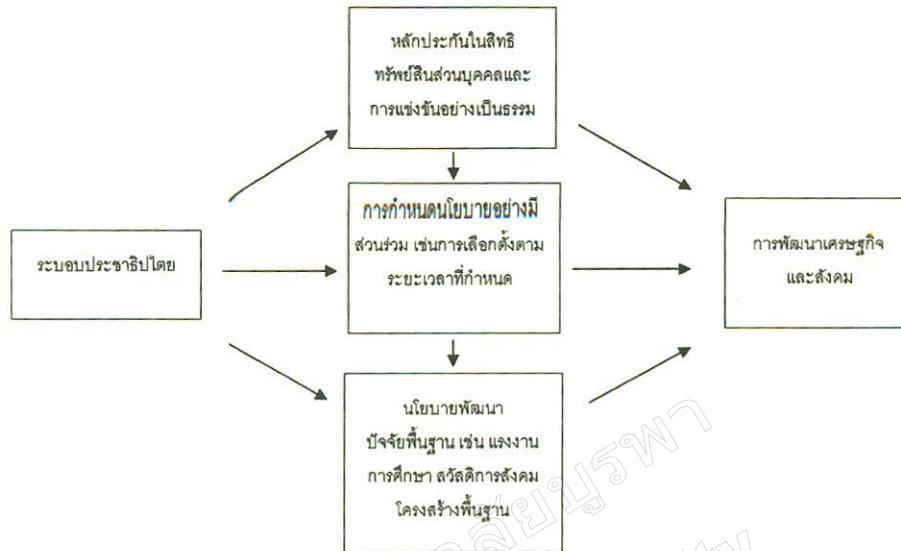 หลักประกันในสิทธิ
ทรัพย์สินส่วนบุคคลและ
การแข่งขันอย่างเป็นธรรม
การกำหนดนโยบายอย่างมี
ส่วนร่วม เช่นการเลือกตั้งตาม
ระยะเวลาที่กำหนด
ระบอบประชาธิปไตย
การพัฒนาเศรษฐกิจ
และสังคม
นโยบายพัฒนา
ปัจจัยพื้นฐาน เช่น แรงงาน
การศึกษา สวัสดิการสังคม
โครงสร้างพื้นฐาน